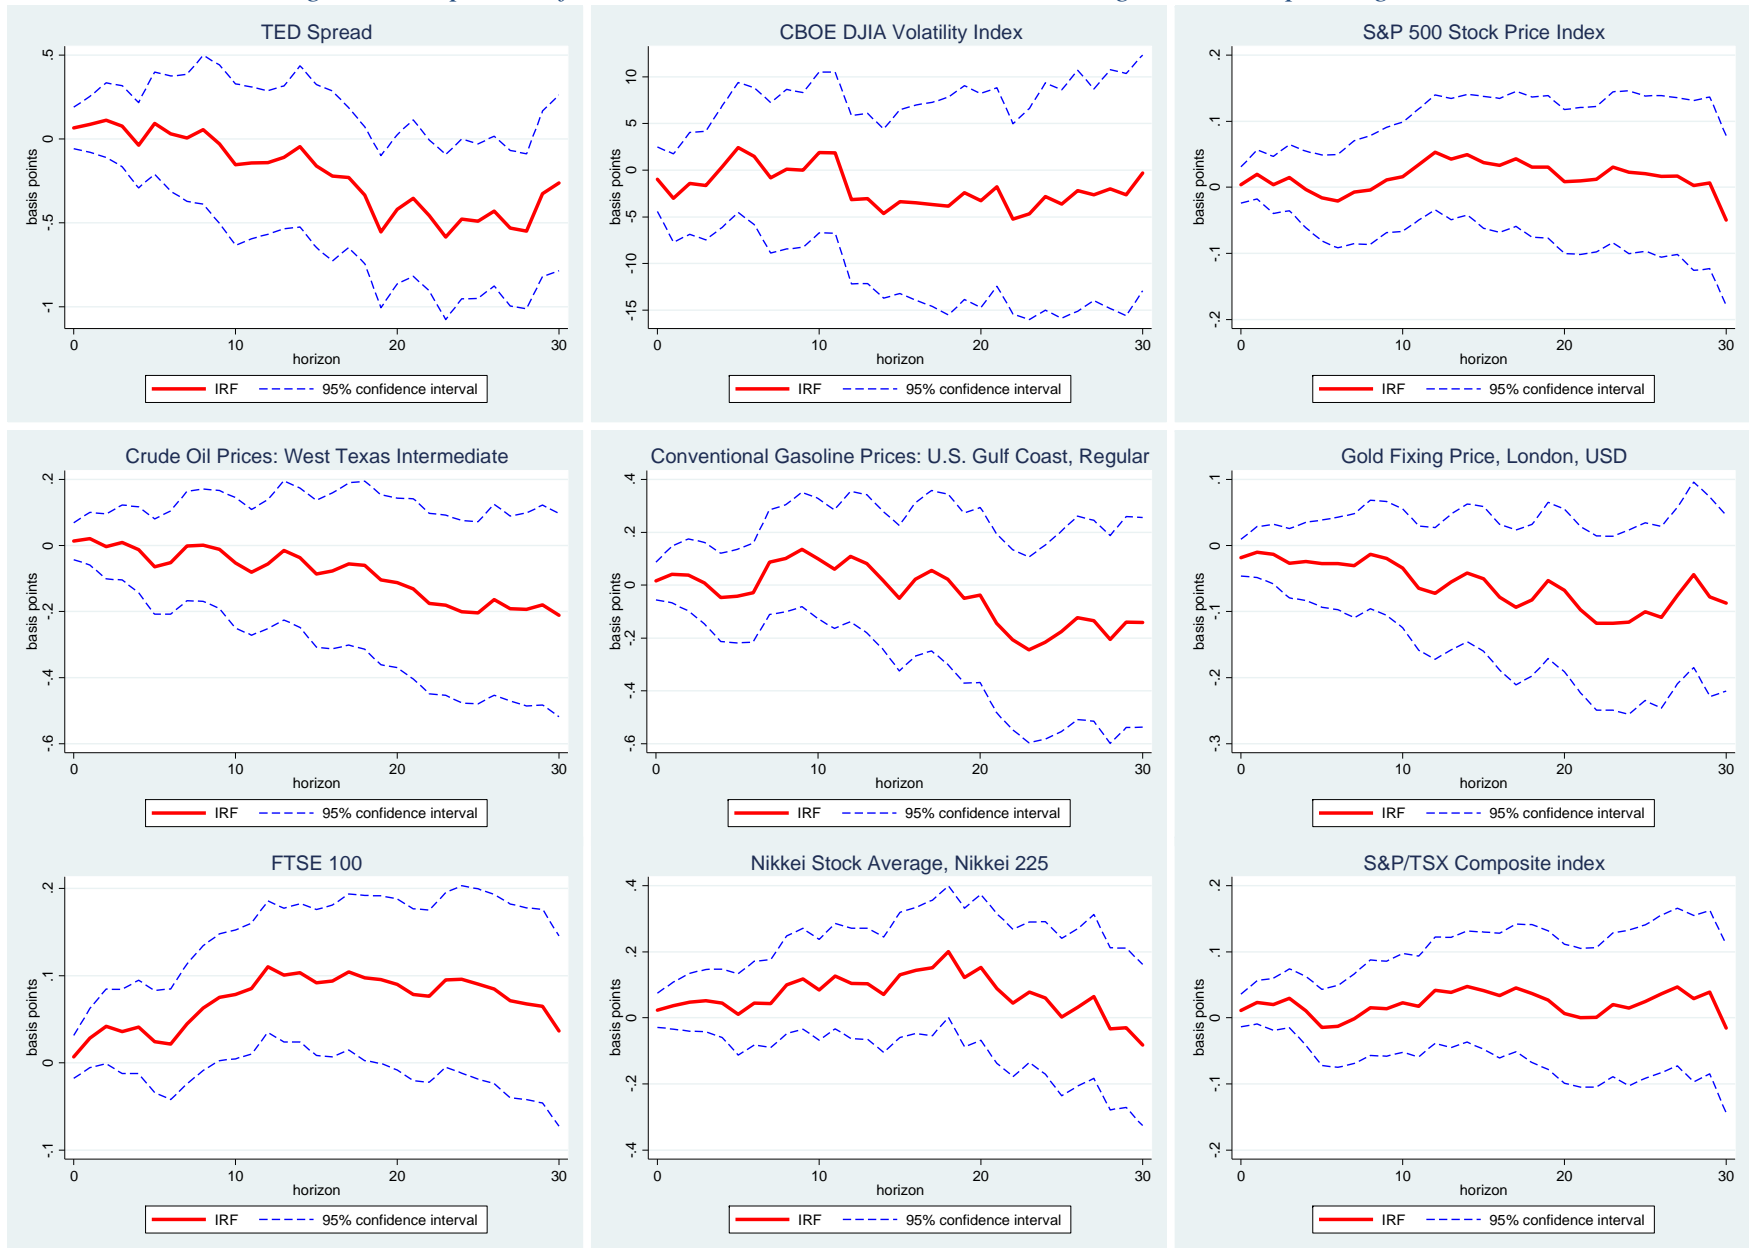 TED Spread
CBOE DJIA Volatility Index
S&P 500 Stock Price Index
basis points
.5
0
-.5
-1
0 10 20 30
horizon
IRF 95% confidence interval
basis points
10
5
0
-5
-10
-15
0 10 20 30
horizon
IRF 95% confidence interval
basis points
.2
.1
0
-.1
-.2
0 10 20 30
horizon
IRF 95% confidence interval
Crude Oil Prices: West Texas Intermediate
Conventional Gasoline Prices: U.S. Gulf Coast, Regular
Gold Fixing Price, London, USD
basis points
.2
0
-.2
-.4
-.6
0 10 20 30
horizon
IRF 95% confidence interval
basis points
.4
.2
0
-.2
-.4
-.6
0 10 20 30
horizon
IRF 95% confidence interval
basis points
.1
0
-.1
-.2
-.3
0 10 20 30
horizon
IRF 95% confidence interval
FTSE 100
Nikkei Stock Average, Nikkei 225
S&P/TSX Composite index
basis points
.2
.1
0
-.1
0 10 20 30
horizon
IRF 95% confidence interval
basis points
.4
.2
0
-.2
-.4
0 10 20 30
horizon
IRF 95% confidence interval
basis points
.2
.1
0
-.1
-.2
0 10 20 30
horizon
IRF 95% confidence interval